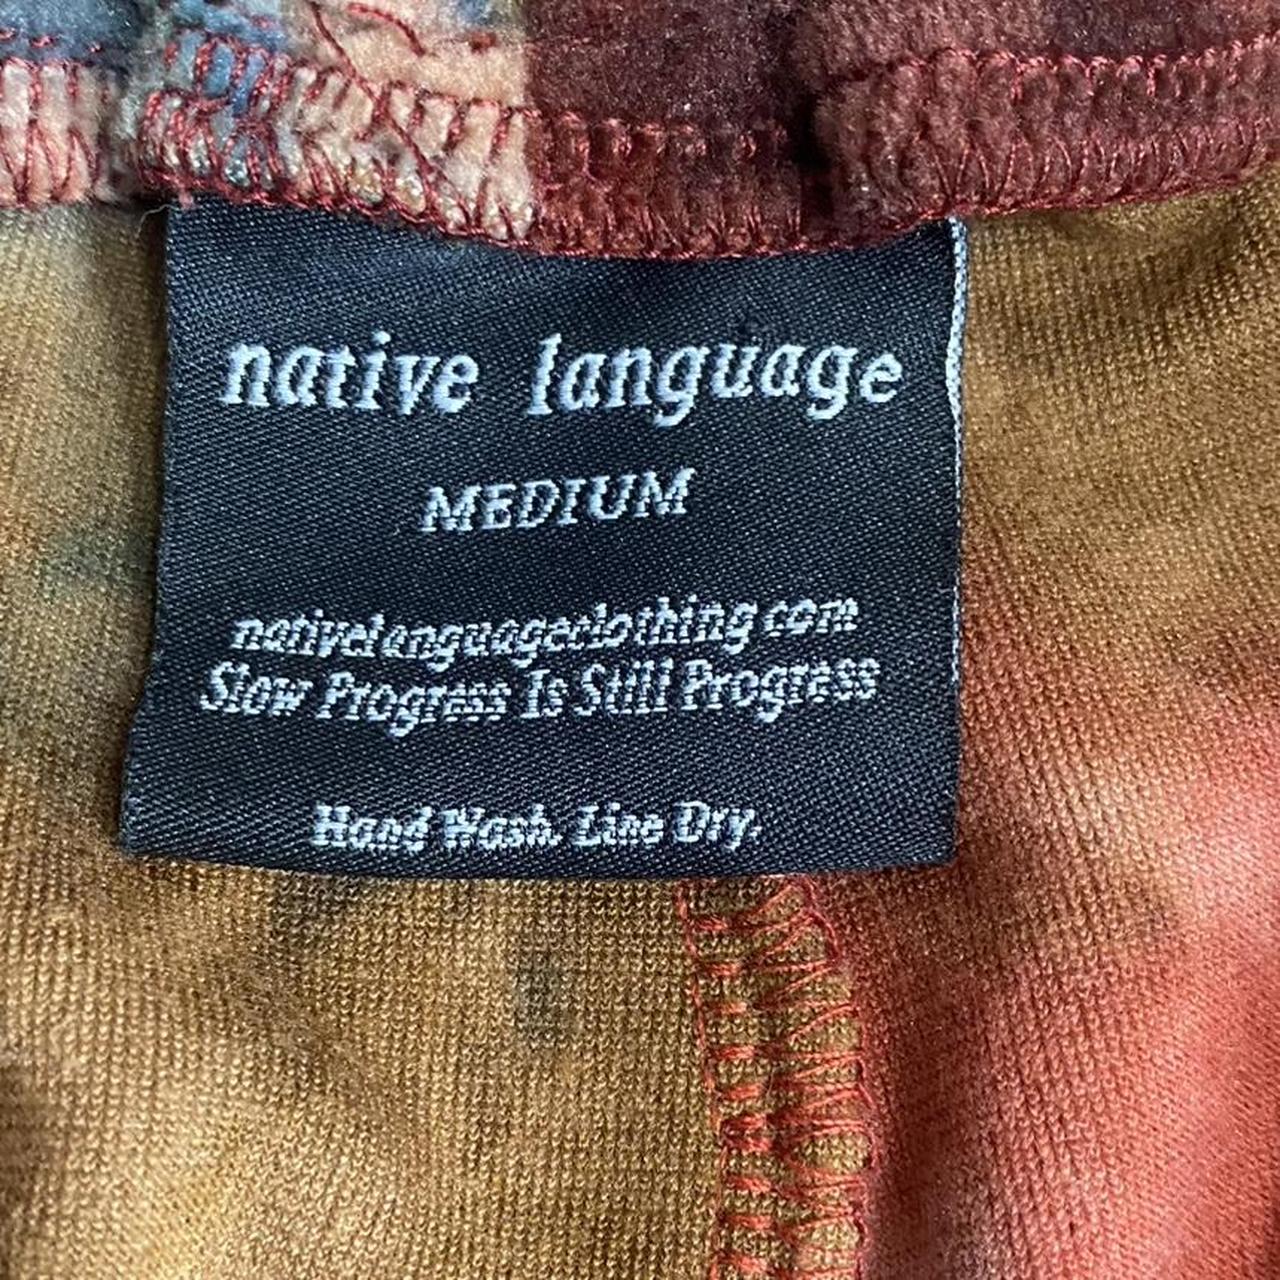 native language
MEDIUM
nativelanguageclothing.com
Slow Progress Is Still Progress
Hand Wash. Line Dry.